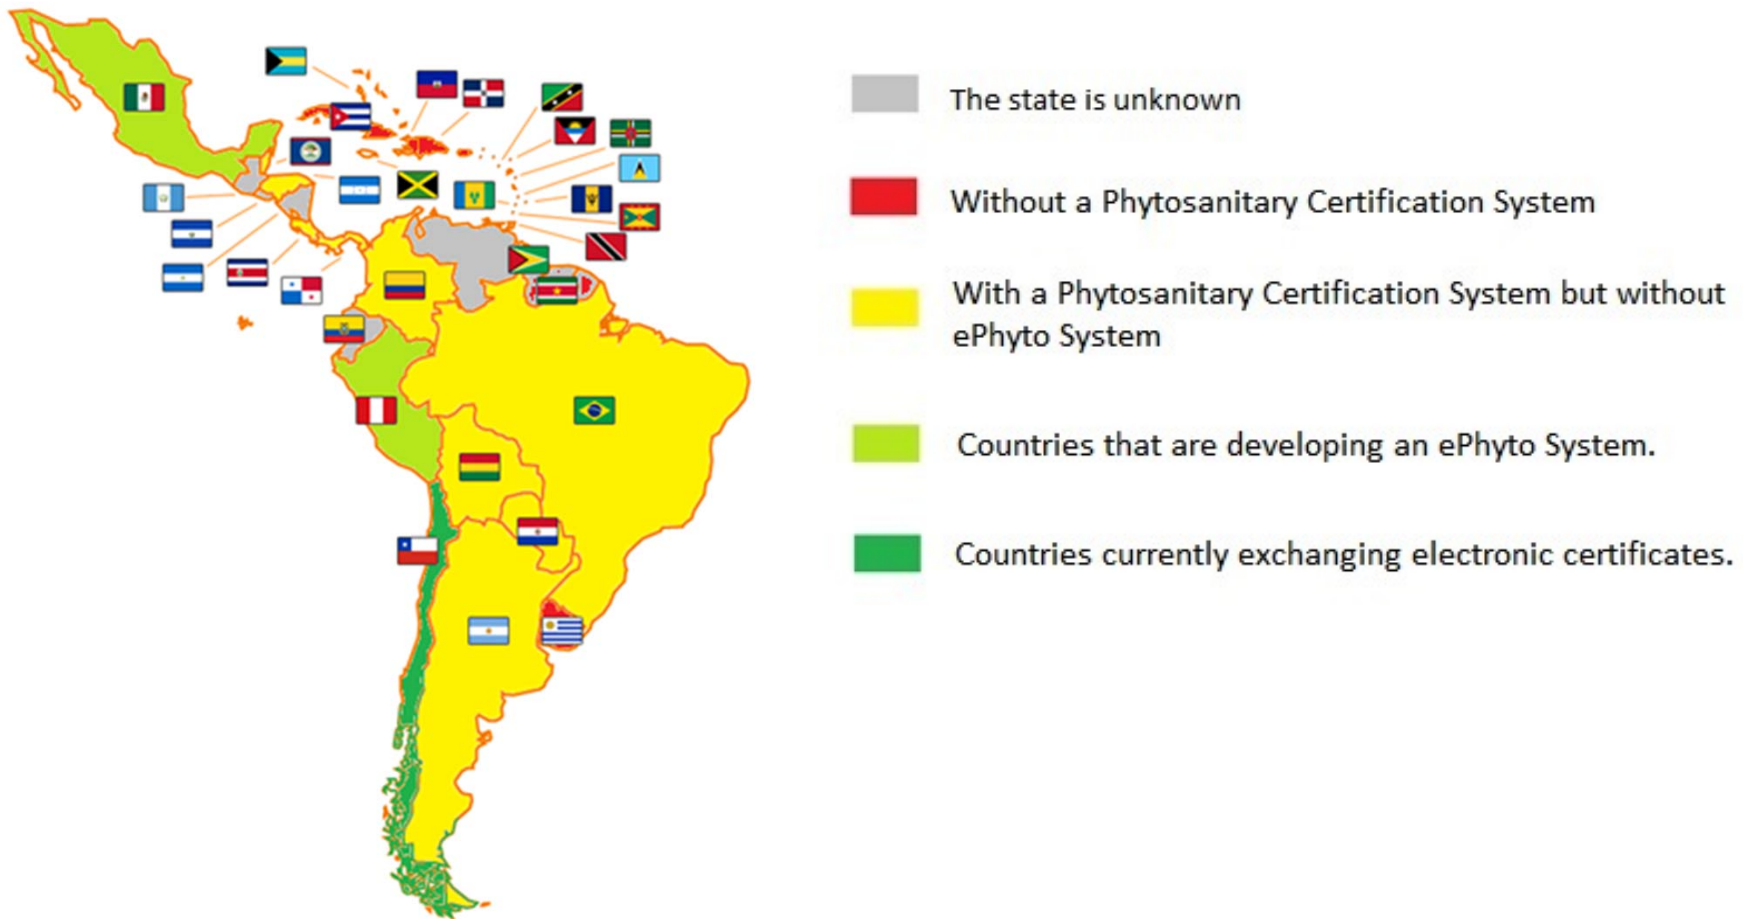 The state is unknown
Without a Phytosanitary Certification System
With a Phytosanitary Certification System but without
ePhyto System
Countries that are developing an ePhyto System.
Countries currently exchanging electronic certificates.